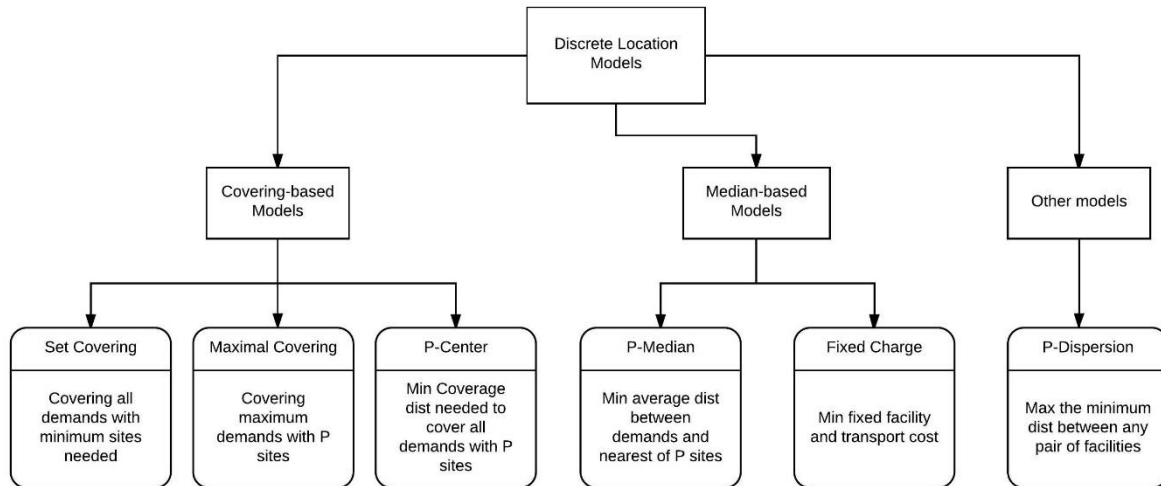 Discrete Location
Models
Covering-based
Models
Median-based
Models
Other models
Set Covering
Covering all
demands with
minimum sites
needed
Maximal Covering
Covering
maximum
demands with P
sites
P-Center
Min Coverage
dist needed to
cover all
demands with P
sites
P-Median
Min average dist
between
demands and
nearest of P sites
Fixed Charge
Min fixed facility
and transport cost
P-Dispersion
Max the minimum
dist between any
pair of facilities